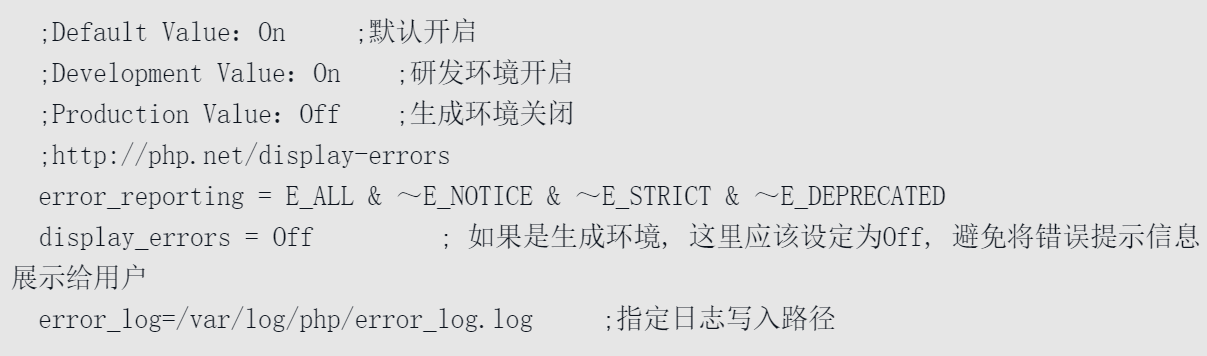 ;Default Value：On ;默认开启
;Development Value：On ;研发环境开启
;Production Value：Off ;生成环境关闭
;http://php.net/display-errors
error_reporting = E_ALL & ～E_NOTICE & ～E_STRICT & ～E_DEPRECATED
display_errors = Off ; 如果是生成环境, 这里应该设定为Off, 避免将错误提示信息
展示给用户
error_log=/var/log/php/error_log.log ;指定日志写入路径